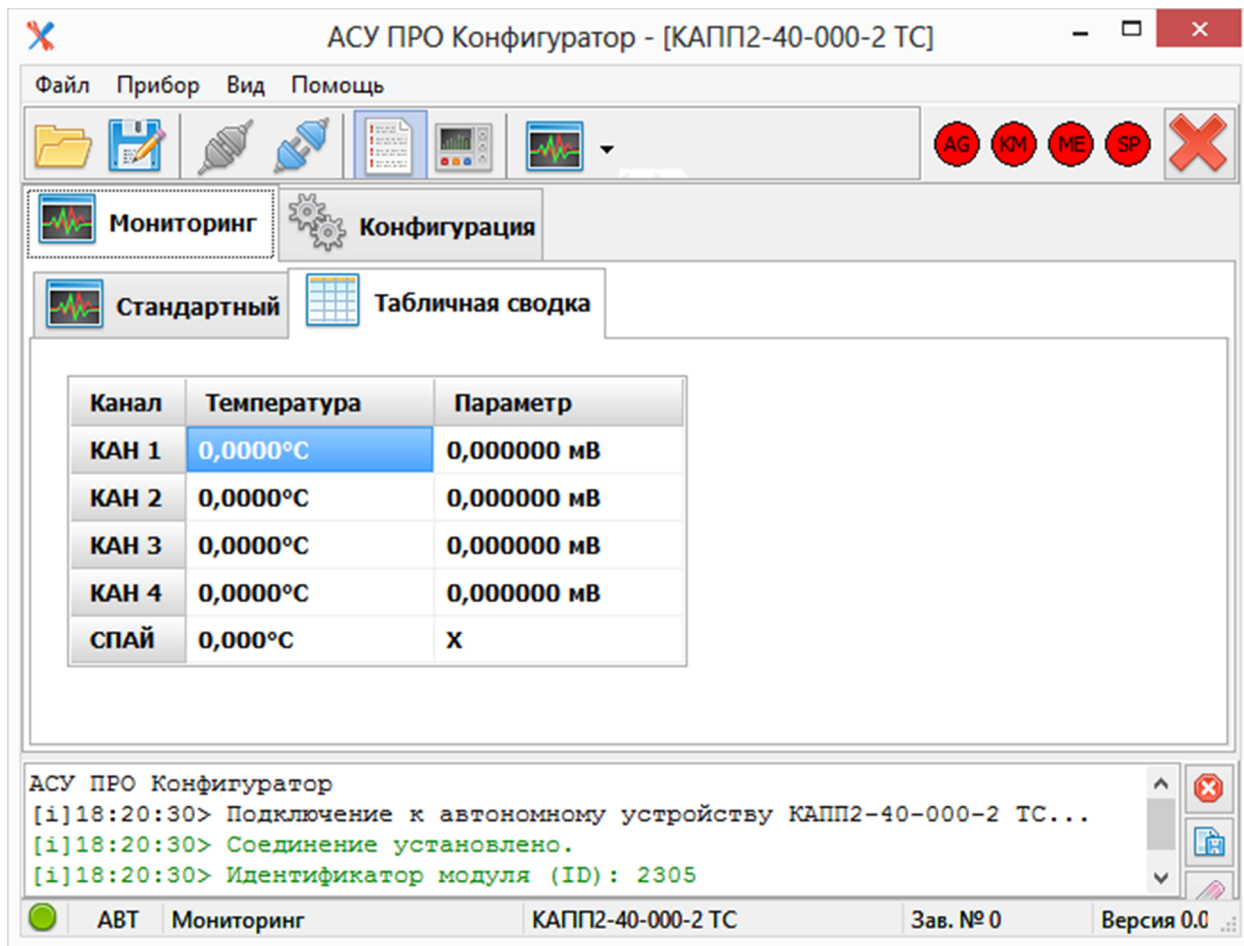 АСУ ПРО Конфигуратор - [КАПП2-40-000-2 ТС]
Файл Прибор Вид Помощь
AG KM ME SP
Мониторинг Конфигурация
Стандартный Табличная сводка
Канал Температура Параметр
КАН 1 0,0000°C 0,000000 мВ
КАН 2 0,0000°C 0,000000 мВ
КАН 3 0,0000°C 0,000000 мВ
КАН 4 0,0000°C 0,000000 мВ
СПАЙ 0,000°C X
АСУ ПРО Конфигуратор
[i]18:20:30> Подключение к автономному устройству КАПП2-40-000-2 ТС...
[i]18:20:30> Соединение установлено.
[i]18:20:30> Идентификатор модуля (ID): 2305
АВТ Мониторинг КАПП2-40-000-2 ТС Зав. № 0 Версия 0.0